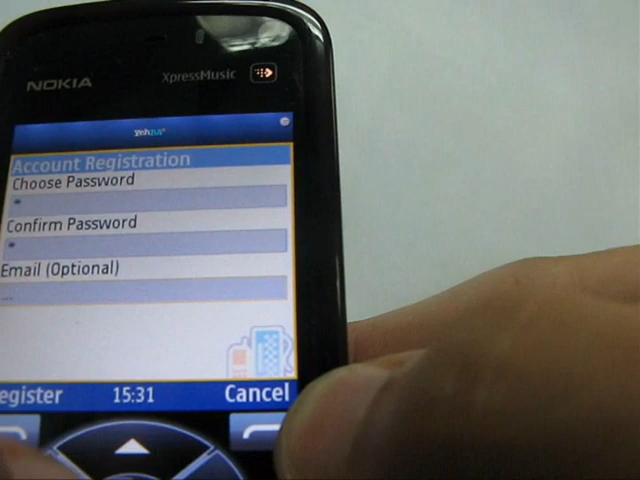 NOKIA
XpressMusic
Account Registration
Choose Password
*
Confirm Password
*
Email (Optional)
...
egister 15:31 Cancel